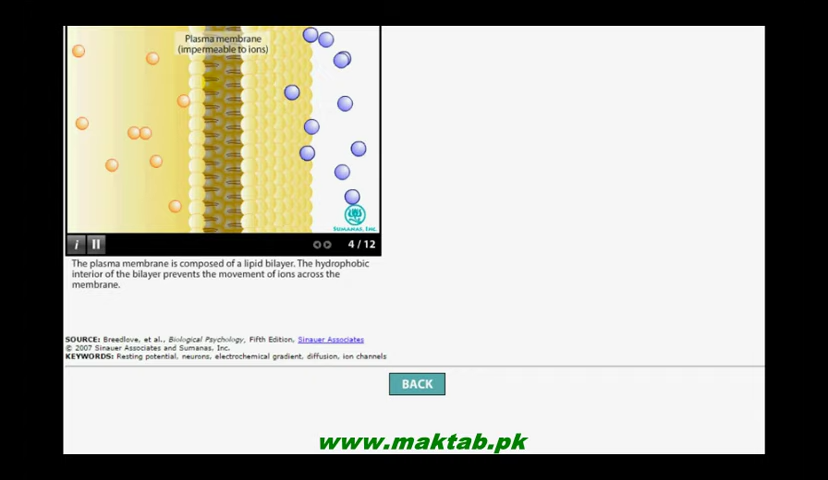 Plasma membrane
(impermeable to ions)
SUMANAS, INC.
i
4 / 12
The plasma membrane is composed of a lipid bilayer. The hydrophobic
interior of the bilayer prevents the movement of ions across the
membrane.
SOURCE: Breedlove, et al., Biological Psychology, Fifth Edition, Sinauer Associates
© 2007 Sinauer Associates and Sumanas, Inc.
KEYWORDS: Resting potential, neurons, electrochemical gradient, diffusion, ion channels
BACK
www.maktab.pk